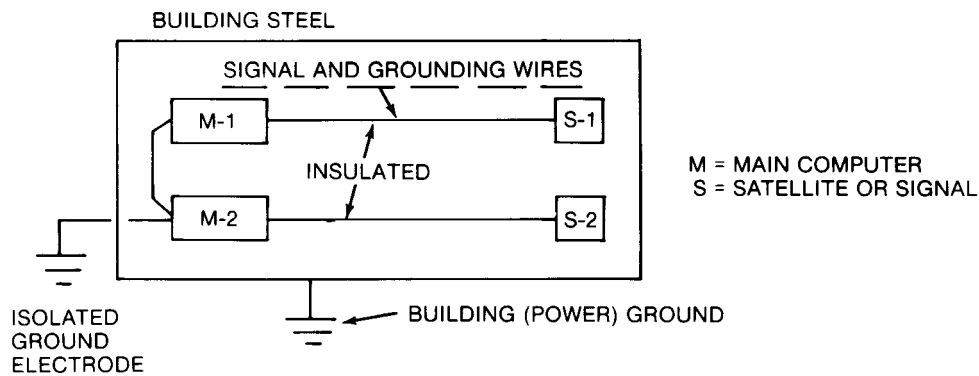 BUILDING STEEL
SIGNAL AND GROUNDING WIRES
M-1
S-1
INSULATED
M = MAIN COMPUTER
S = SATELLITE OR SIGNAL
M-2
S-2
ISOLATED
GROUND
ELECTRODE
BUILDING (POWER) GROUND